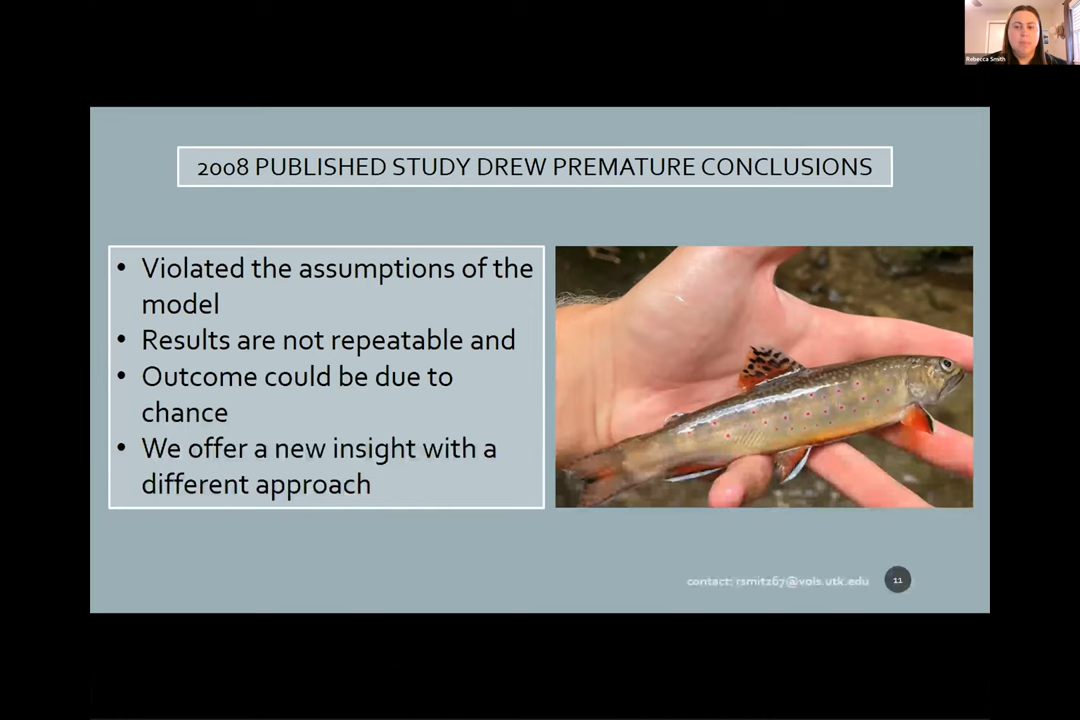 Rebecca Smith
2008 PUBLISHED STUDY DREW PREMATURE CONCLUSIONS
• Violated the assumptions of the
model
• Results are not repeatable and
• Outcome could be due to
chance
• We offer a new insight with a
different approach
contact: rsmit267@vols.utk.edu
11